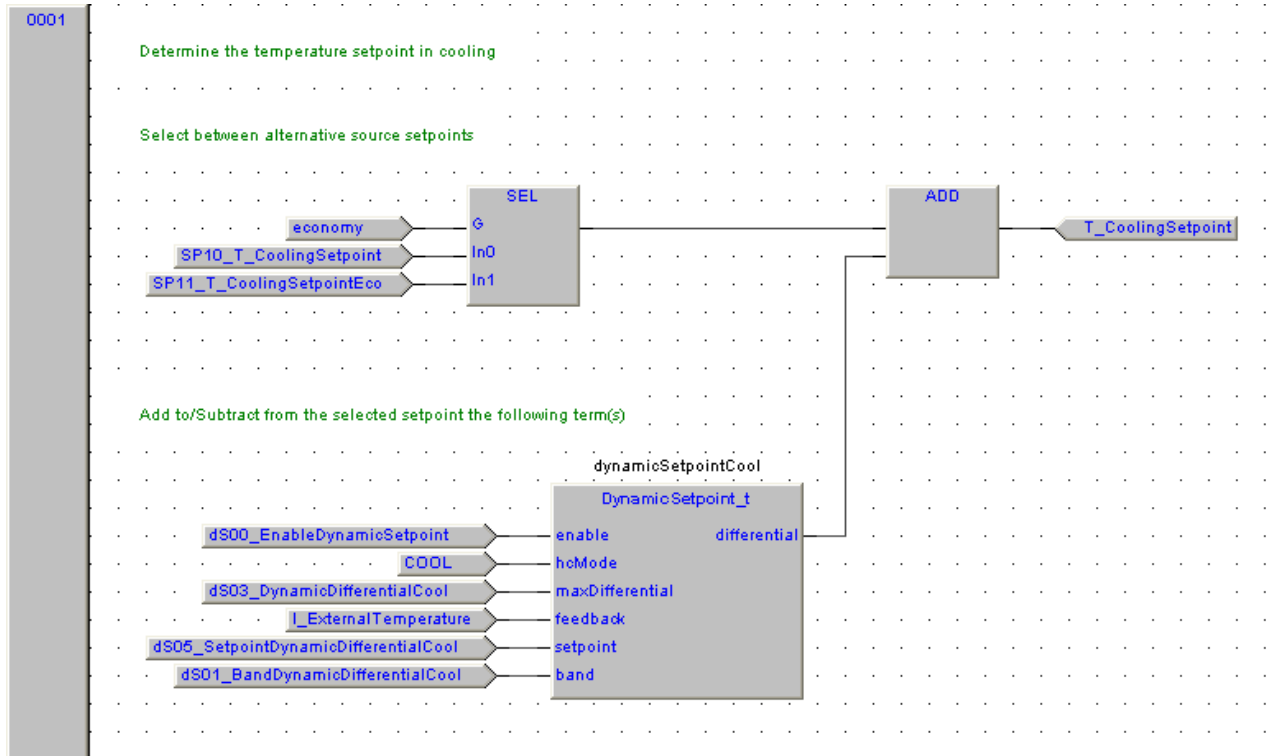 0001
Determine the temperature setpoint in cooling
Select between alternative source setpoints
SEL
ADD
economy
G
T_CoolingSetpoint
SP10_T_CoolingSetpoint
In0
SP11_T_CoolingSetpointEco
In1
Add to/Subtract from the selected setpoint the following term(s)
dynamicSetpointCool
DynamicSetpoint_t
dS00_EnableDynamicSetpoint
enable
differential
COOL
hcMode
dS03_DynamicDifferentialCool
maxDifferential
I_ExternalTemperature
feedback
dS05_SetpointDynamicDifferentialCool
setpoint
dS01_BandDynamicDifferentialCool
band